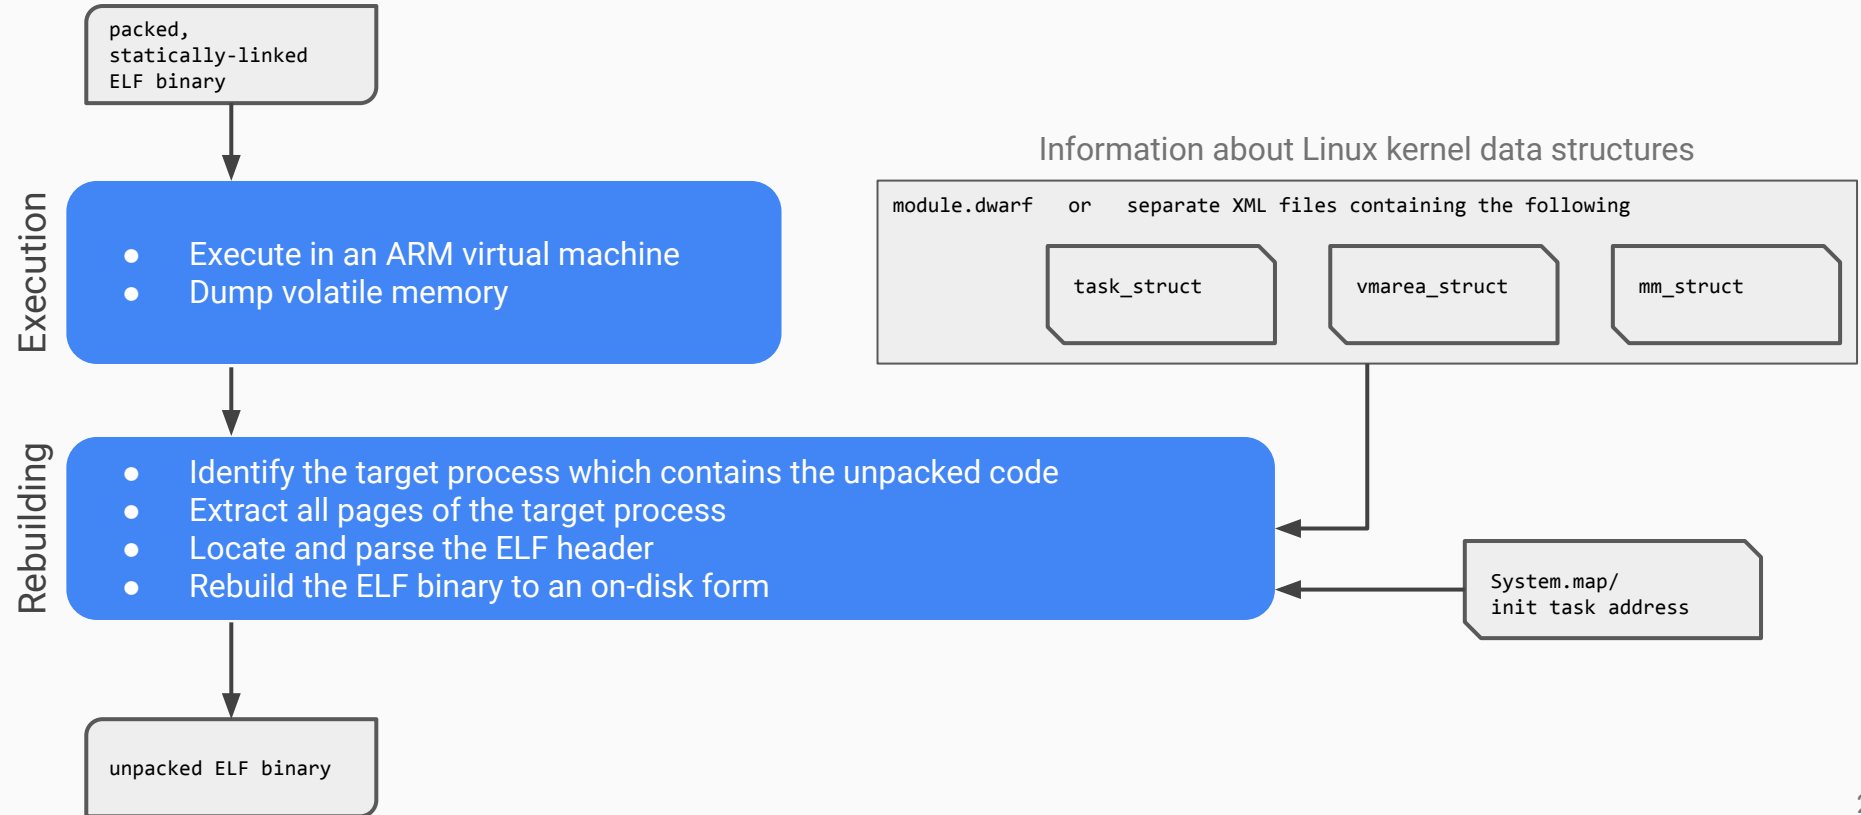 packed,
statically-linked
ELF binary
Execution
● Execute in an ARM virtual machine
● Dump volatile memory
Information about Linux kernel data structures
module.dwarf or separate XML files containing the following
task_struct
vmarea_struct
mm_struct
Rebuilding
● Identify the target process which contains the unpacked code
● Extract all pages of the target process
● Locate and parse the ELF header
● Rebuild the ELF binary to an on-disk form
System.map/
init task address
unpacked ELF binary